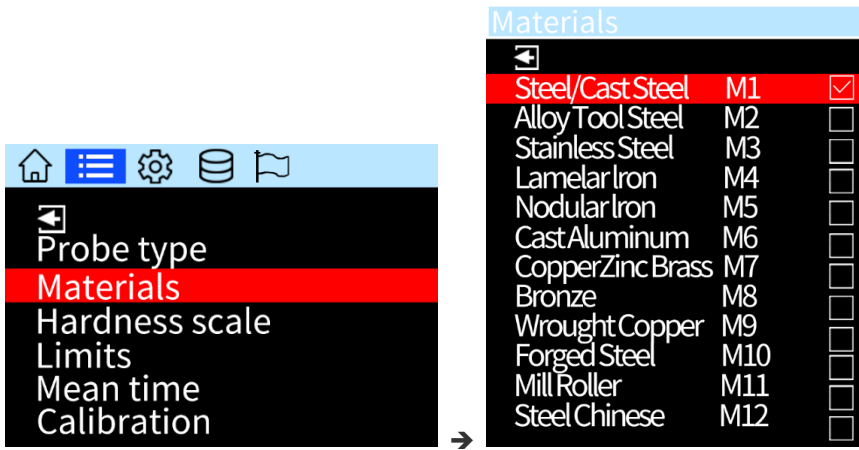 Probe type
Materials
Hardness scale
Limits
Mean time
Calibration
Materials
Steel/Cast Steel M1
Alloy Tool Steel M2
Stainless Steel M3
Lamelar Iron M4
Nodular Iron M5
Cast Aluminum M6
Copper Zinc Brass M7
Bronze M8
Wrought Copper M9
Forged Steel M10
Mill Roller M11
Steel Chinese M12